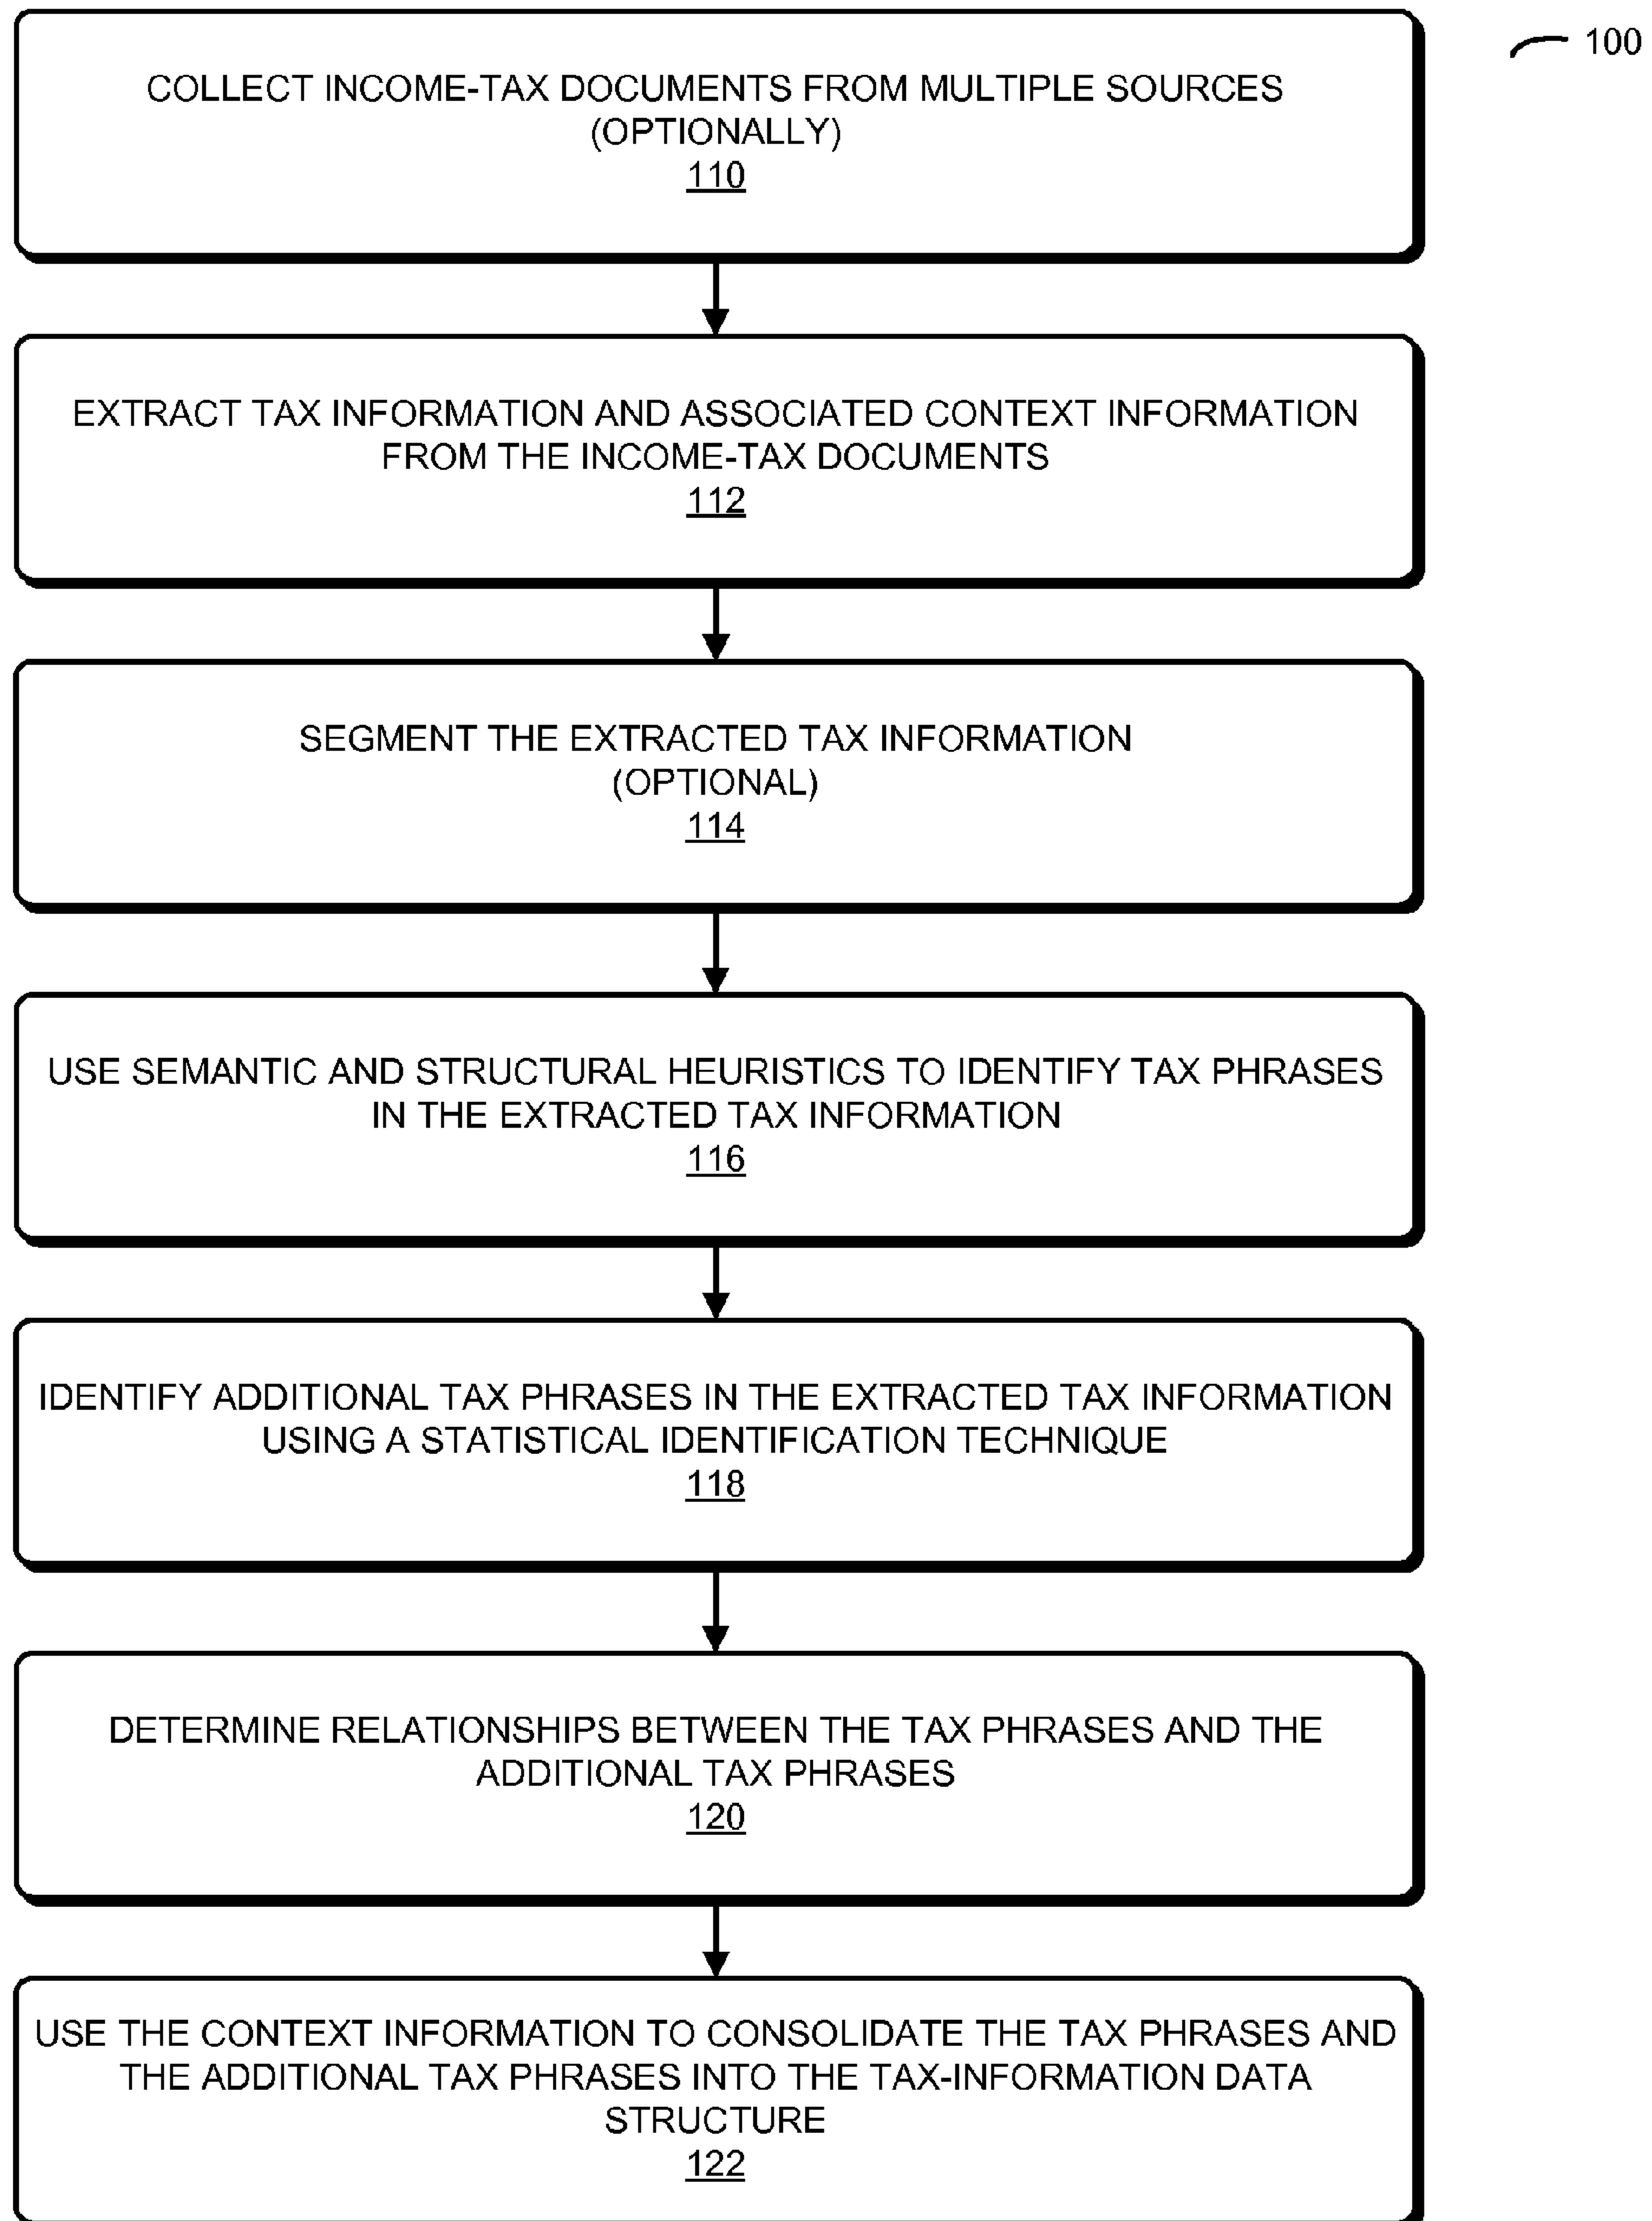 100
COLLECT INCOME-TAX DOCUMENTS FROM MULTIPLE SOURCES
(OPTIONALLY)
110
EXTRACT TAX INFORMATION AND ASSOCIATED CONTEXT INFORMATION
FROM THE INCOME-TAX DOCUMENTS
112
SEGMENT THE EXTRACTED TAX INFORMATION
(OPTIONAL)
114
USE SEMANTIC AND STRUCTURAL HEURISTICS TO IDENTIFY TAX PHRASES
IN THE EXTRACTED TAX INFORMATION
116
IDENTIFY ADDITIONAL TAX PHRASES IN THE EXTRACTED TAX INFORMATION
USING A STATISTICAL IDENTIFICATION TECHNIQUE
118
DETERMINE RELATIONSHIPS BETWEEN THE TAX PHRASES AND THE
ADDITIONAL TAX PHRASES
120
USE THE CONTEXT INFORMATION TO CONSOLIDATE THE TAX PHRASES AND
THE ADDITIONAL TAX PHRASES INTO THE TAX-INFORMATION DATA
STRUCTURE
122